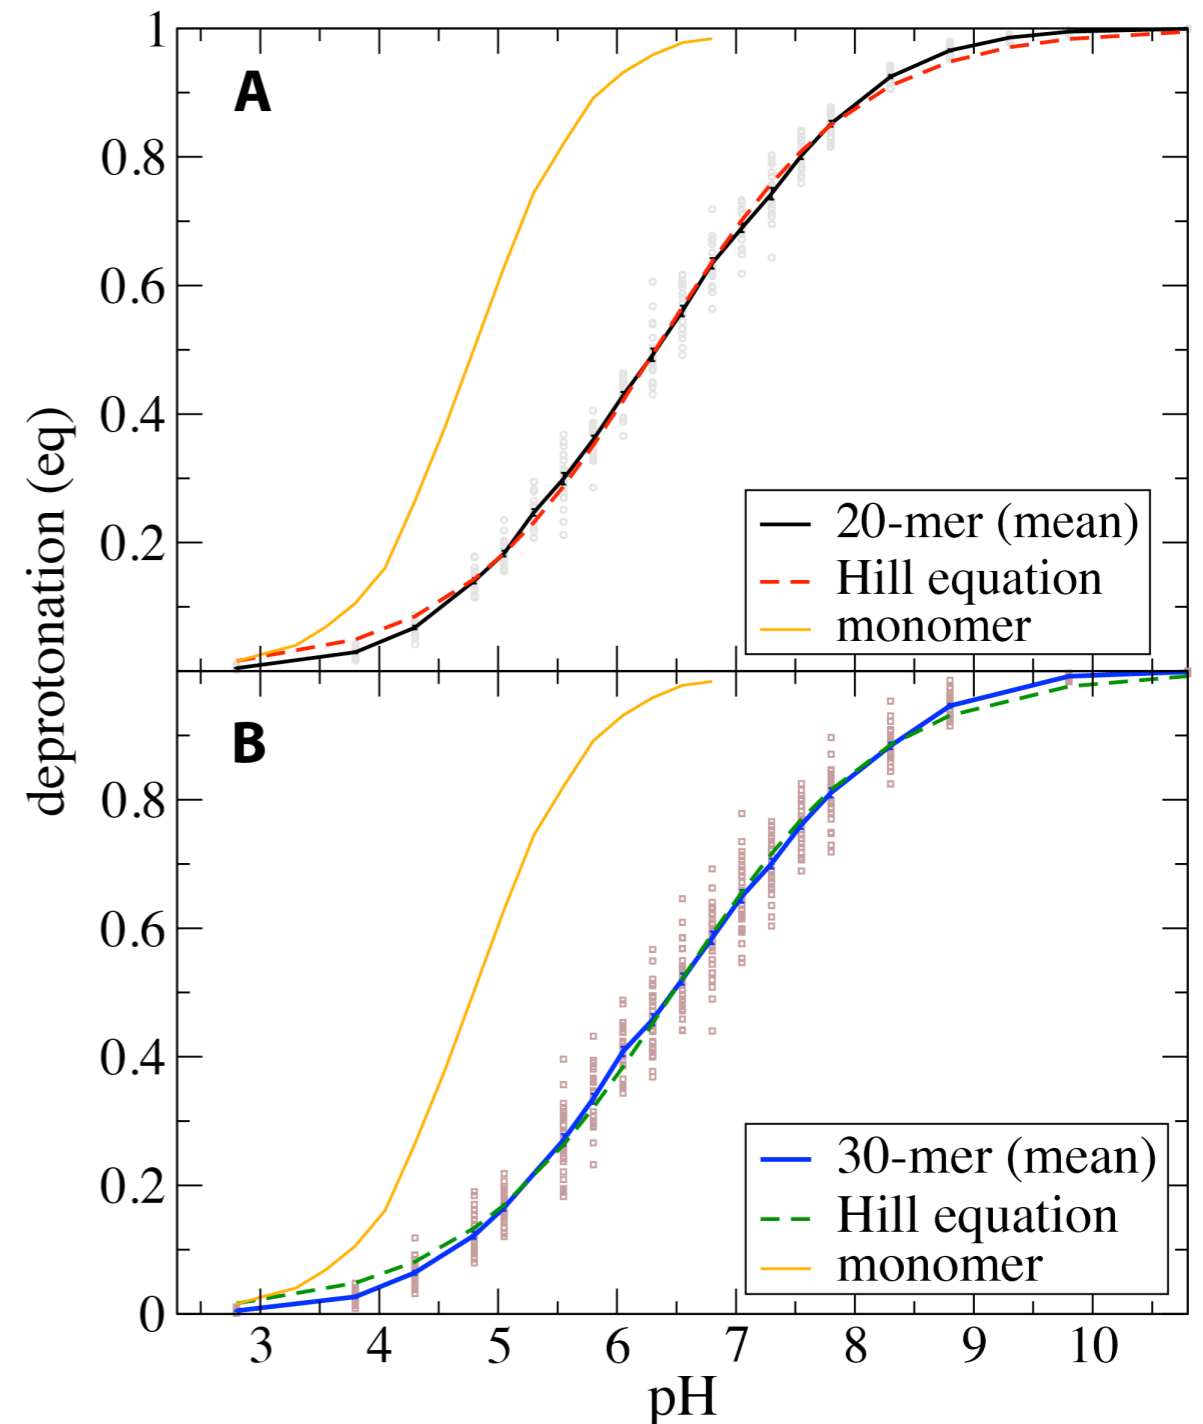 A
1
0.8
0.6
0.4
0.2
20-mer (mean)
Hill equation
monomer
deprotonation (eq)
B
0.8
0.6
0.4
0.2
0
30-mer (mean)
Hill equation
monomer
3 4 5 6 7 8 9 10
pH